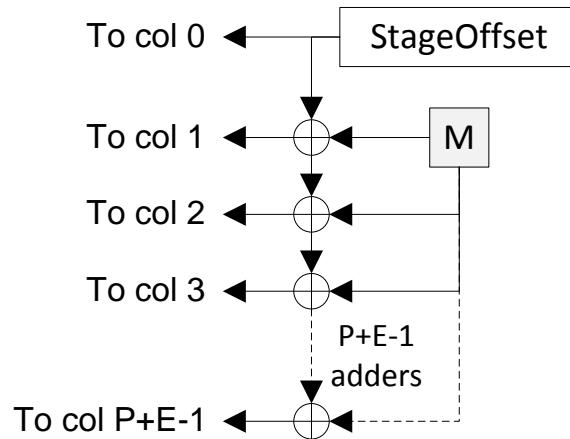 To col 0
StageOffset
To col 1
M
To col 2
To col 3
P+E-1
adders
To col P+E-1